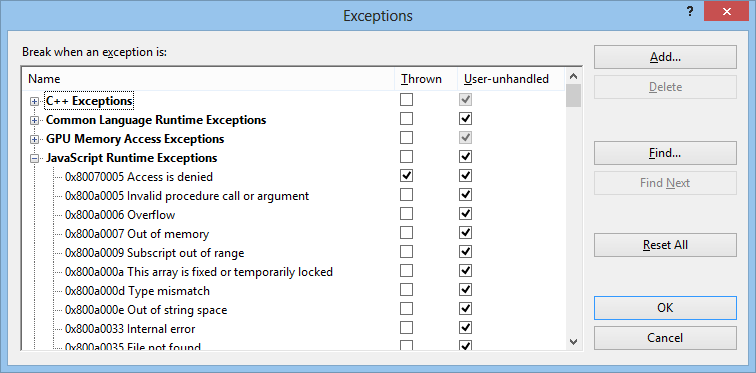 Exceptions
?
Break when an exception is:
Name Thrown User-unhandled
C++ Exceptions
Common Language Runtime Exceptions
GPU Memory Access Exceptions
JavaScript Runtime Exceptions
0x80070005 Access is denied
0x800a0005 Invalid procedure call or argument
0x800a0006 Overflow
0x800a0007 Out of memory
0x800a0009 Subscript out of range
0x800a000a This array is fixed or temporarily locked
0x800a000d Type mismatch
0x800a000e Out of string space
0x800a0033 Internal error
0x800a0035 File not found
Add...
Delete
Find...
Find Next
Reset All
OK
Cancel